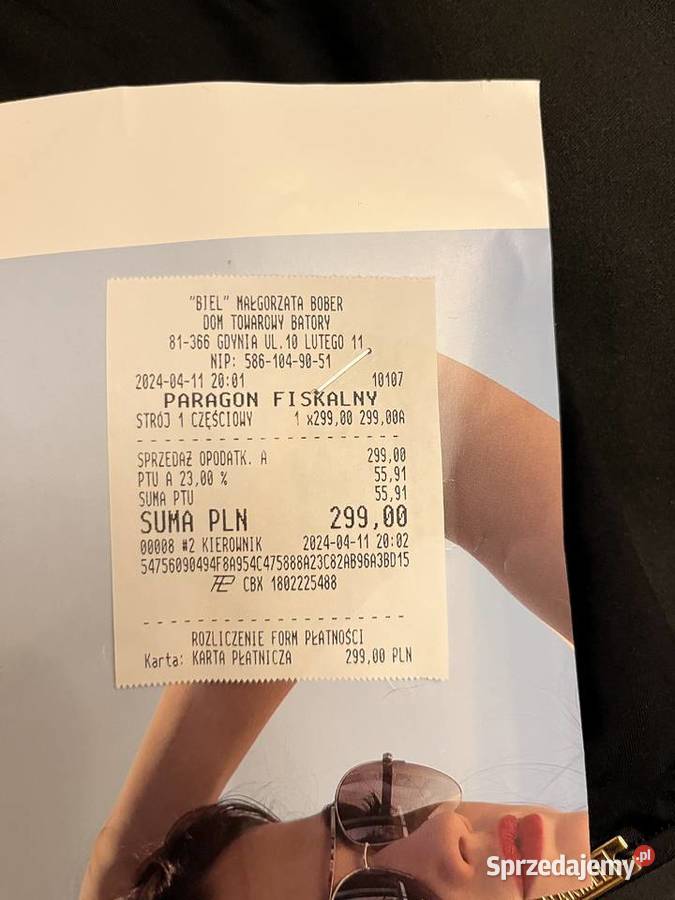 "BIEL" MAŁGORZATA BOBER
DOM TOWAROWY BATORY
81-366 GDYNIA UL.10 LUTEGO 11
NIP: 586-104-90-51
2024-04-11 20:01 10107
PARAGON FISKALNY
STRÓJ 1 CZĘŚCIOWY 1 x299,00 299,00A
SPRZEDAŻ OPODATK. A 299,00
PTU A 23,00 % 55,91
SUMA PTU 55,91
SUMA PLN 299,00
00008 #2 KIEROWNIK 2024-04-11 20:02
54756090494F8A954C475888A23C82AB96A3BD15
CBX 1802225488
ROZLICZENIE FORM PŁATNOŚCI
Karta: KARTA PŁATNICZA 299,00 PLN
Sprzedajemy.pl